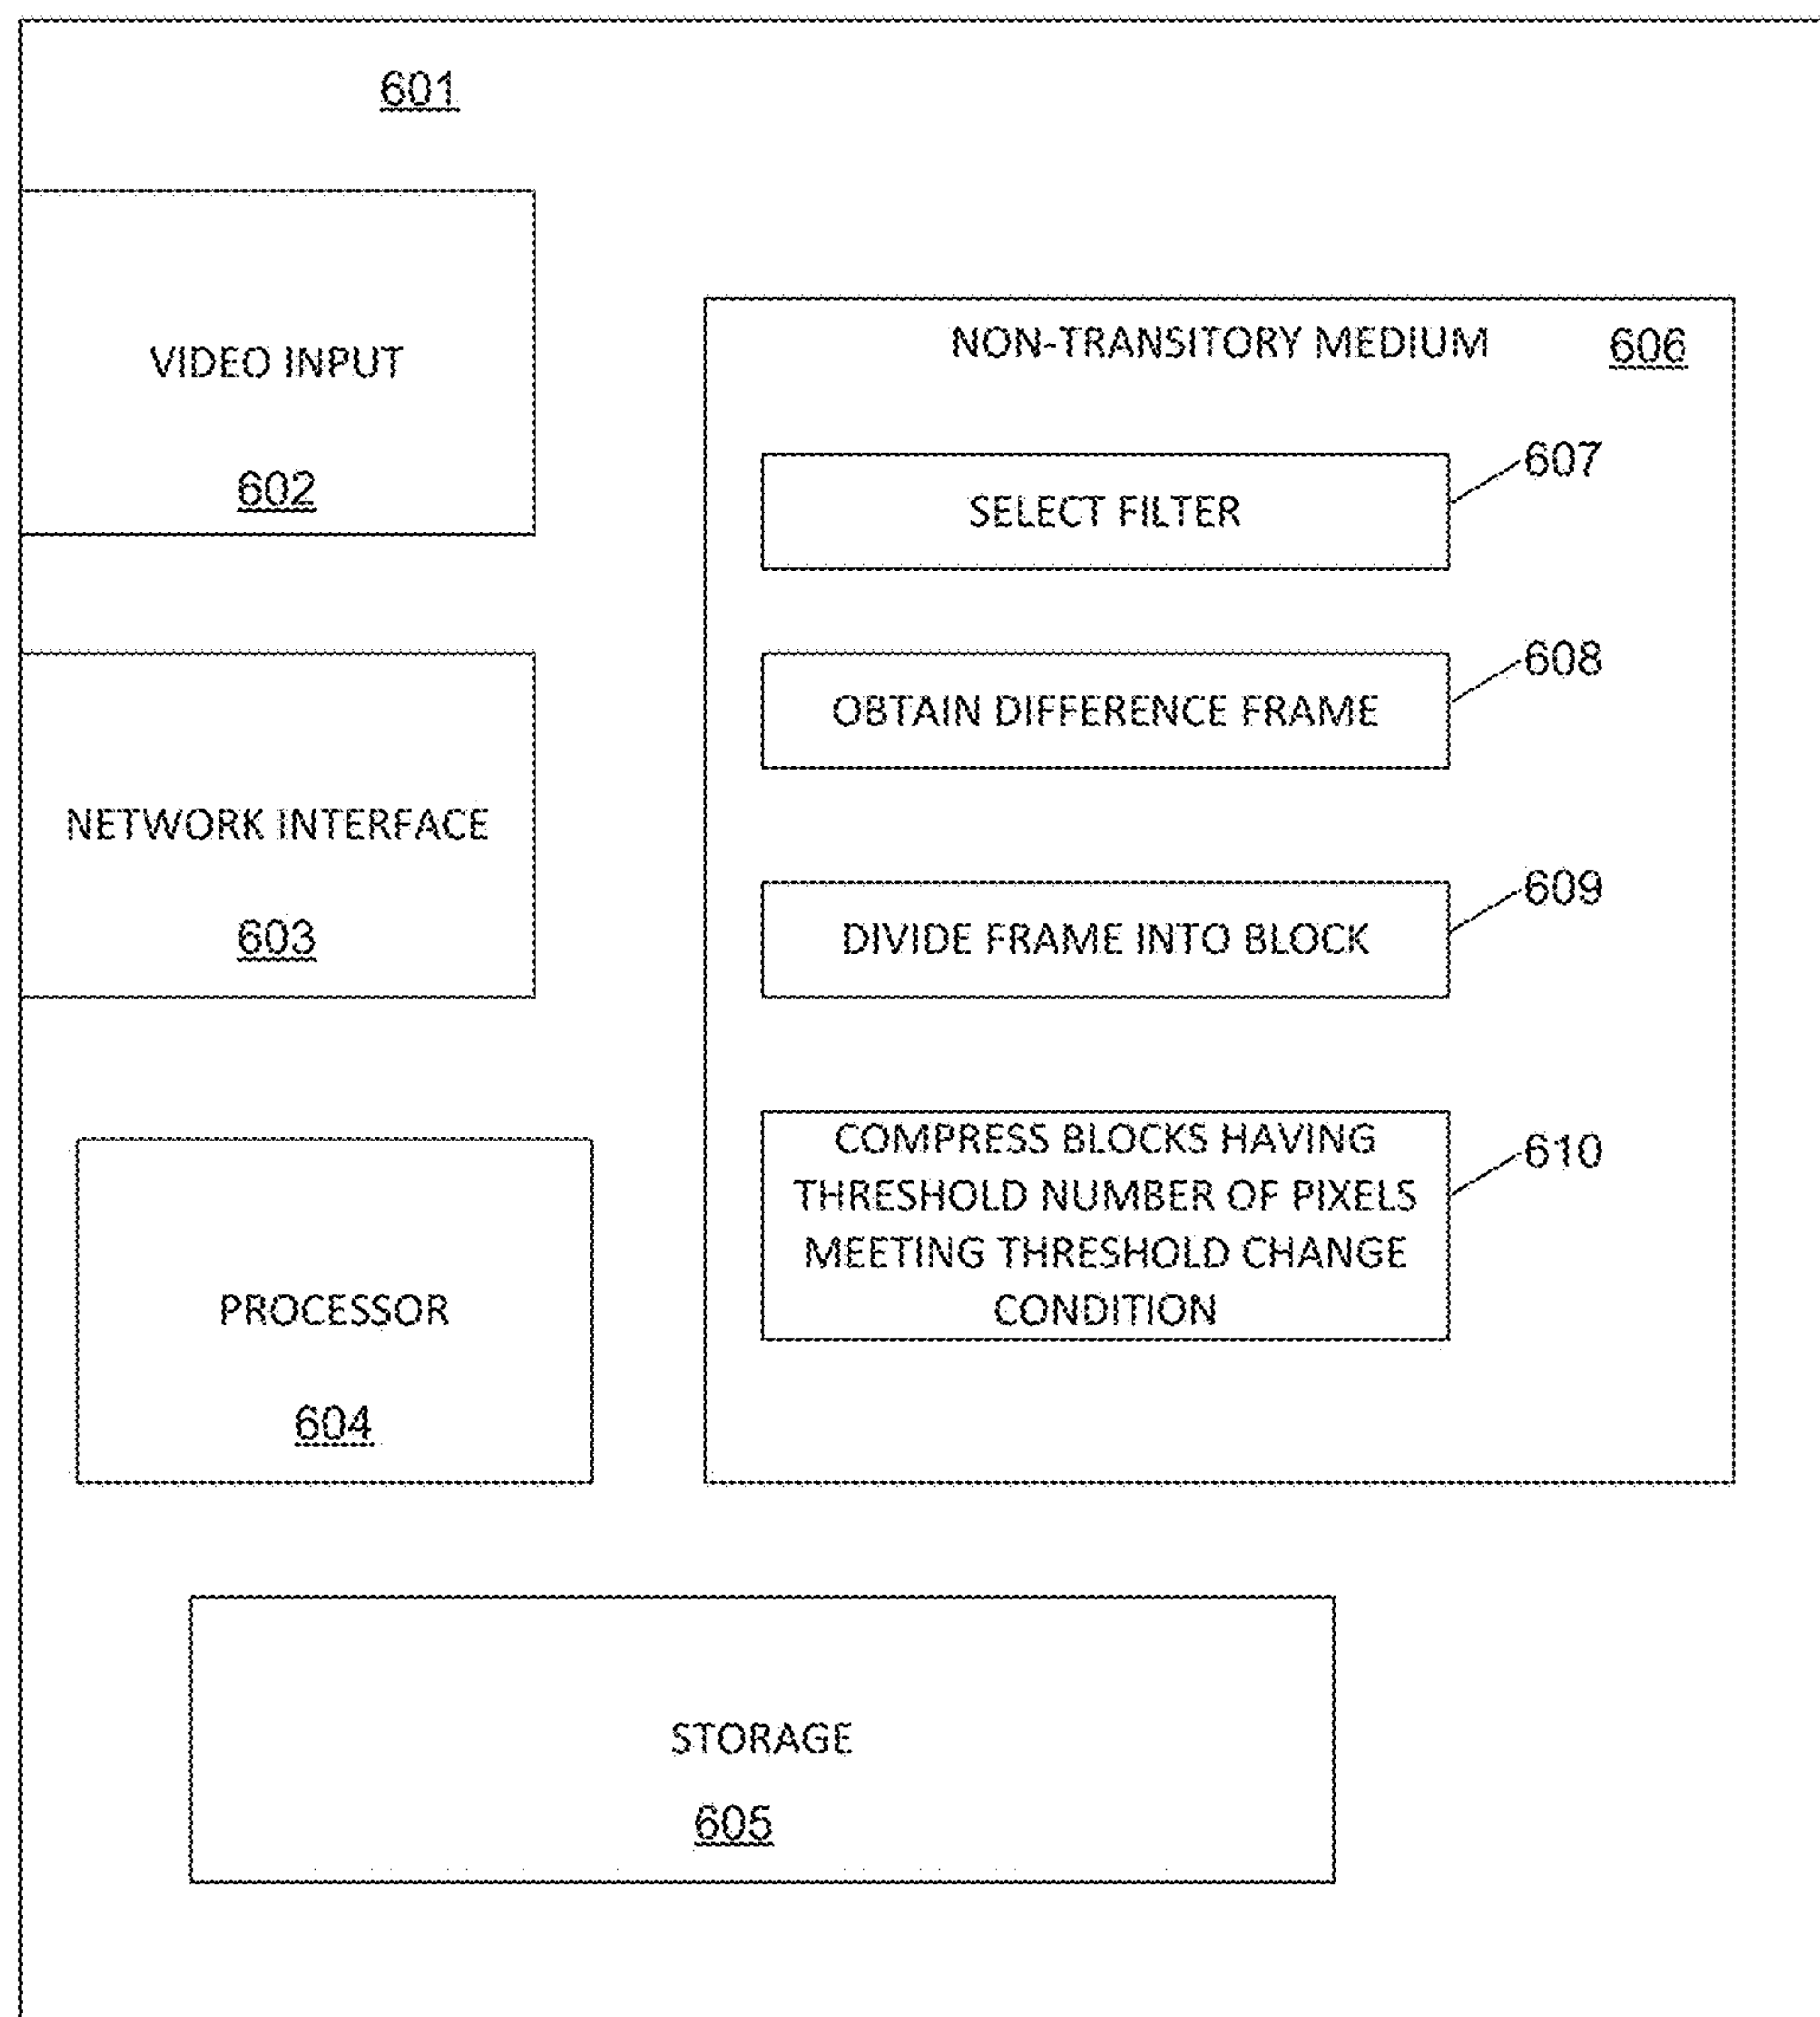 601
VIDEO INPUT
602
NETWORK INTERFACE
603
PROCESSOR
604
STORAGE
605
NON-TRANSITORY MEDIUM 606
SELECT FILTER
607
OBTAIN DIFFERENCE FRAME
608
DIVIDE FRAME INTO BLOCK
609
COMPRESS BLOCKS HAVING
THRESHOLD NUMBER OF PIXELS
MEETING THRESHOLD CHANGE
CONDITION
610